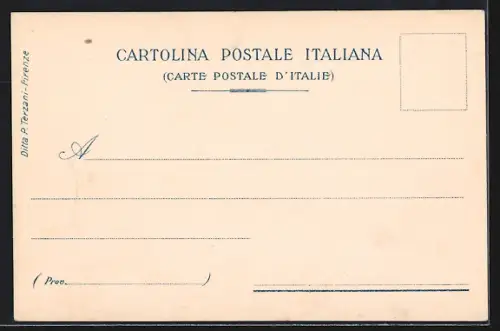 CARTOLINA POSTALE ITALIANA
(CARTE POSTALE D'ITALIE)
Ditta P. Terzani - Firenze
A
(Prov. )